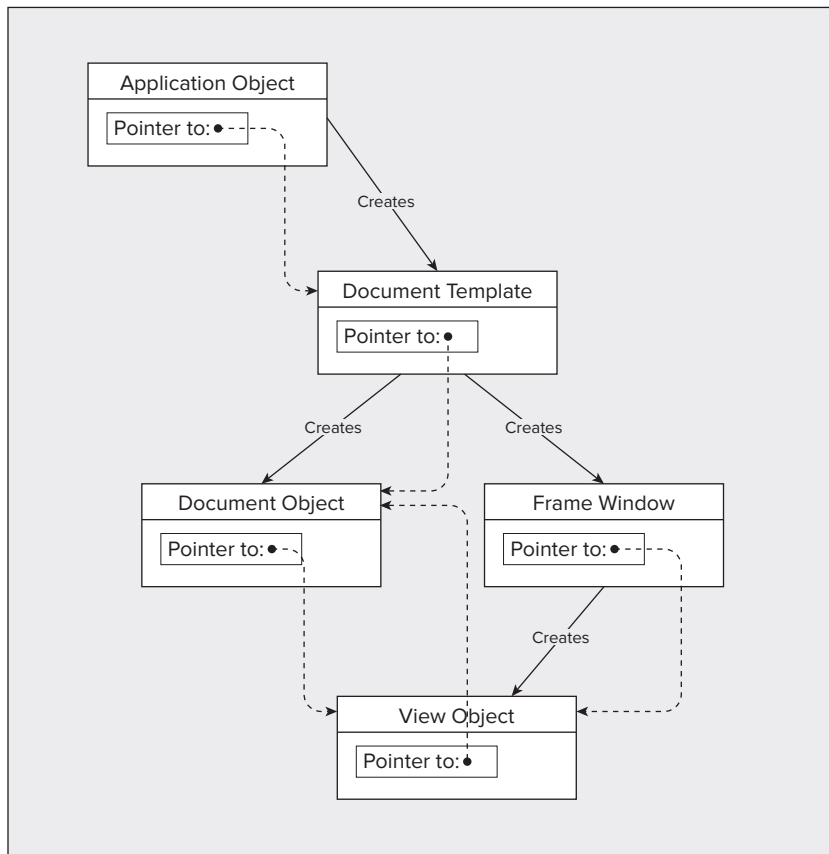 Application Object
Pointer to:
Creates
Document Template
Pointer to:
Creates
Creates
Document Object
Frame Window
Pointer to:
Pointer to:
Creates
View Object
Pointer to: